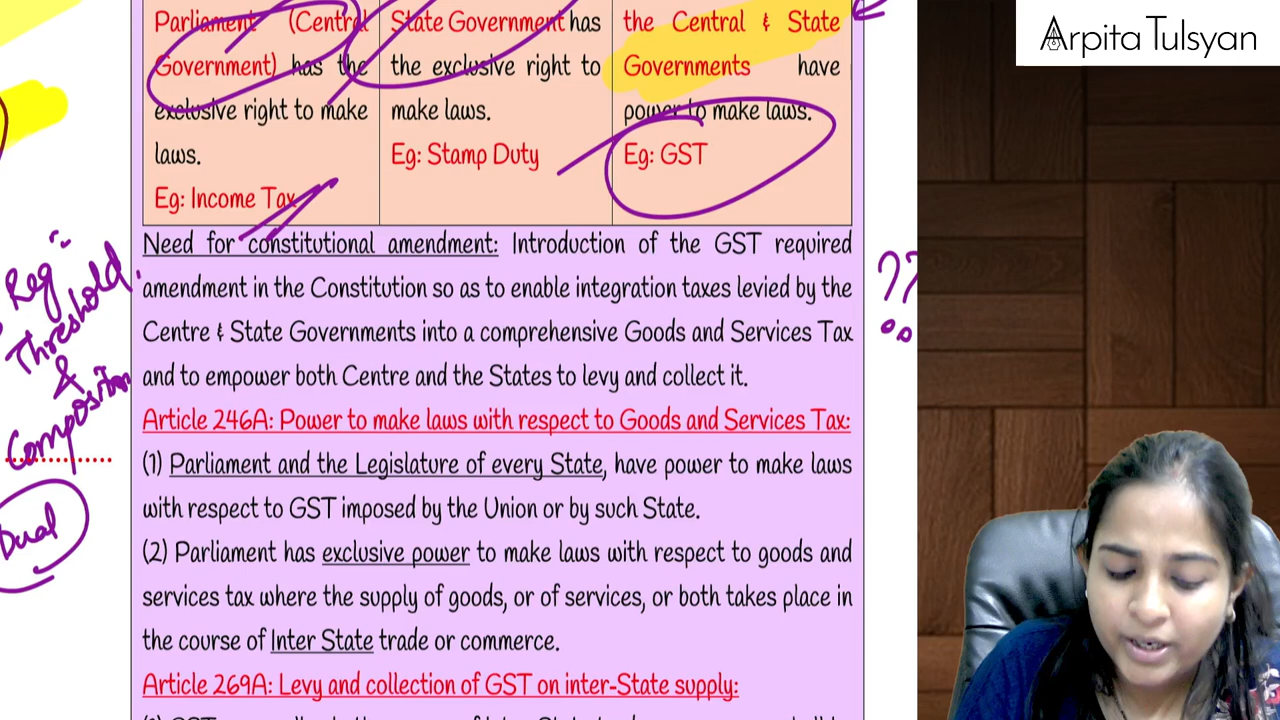 Arpita Tulsyan
Parliament (Central
Government) has the
exclusive right to make
laws.
Eg: Income Tax
State Government has
the exclusive right to
make laws.
Eg: Stamp Duty
the Central & State
Governments have
power to make laws.
Eg: GST
Need for constitutional amendment: Introduction of the GST required
amendment in the Constitution so as to enable integration taxes levied by the
Centre & State Governments into a comprehensive Goods and Services Tax
and to empower both Centre and the States to levy and collect it.
Article 246A: Power to make laws with respect to Goods and Services Tax:
(1) Parliament and the Legislature of every State, have power to make laws
with respect to GST imposed by the Union or by such State.
(2) Parliament has exclusive power to make laws with respect to goods and
services tax where the supply of goods, or of services, or both takes place in
the course of Inter State trade or commerce.
Article 269A: Levy and collection of GST on inter-State supply:
Reg
Threshold
&
Composition
Dual
??